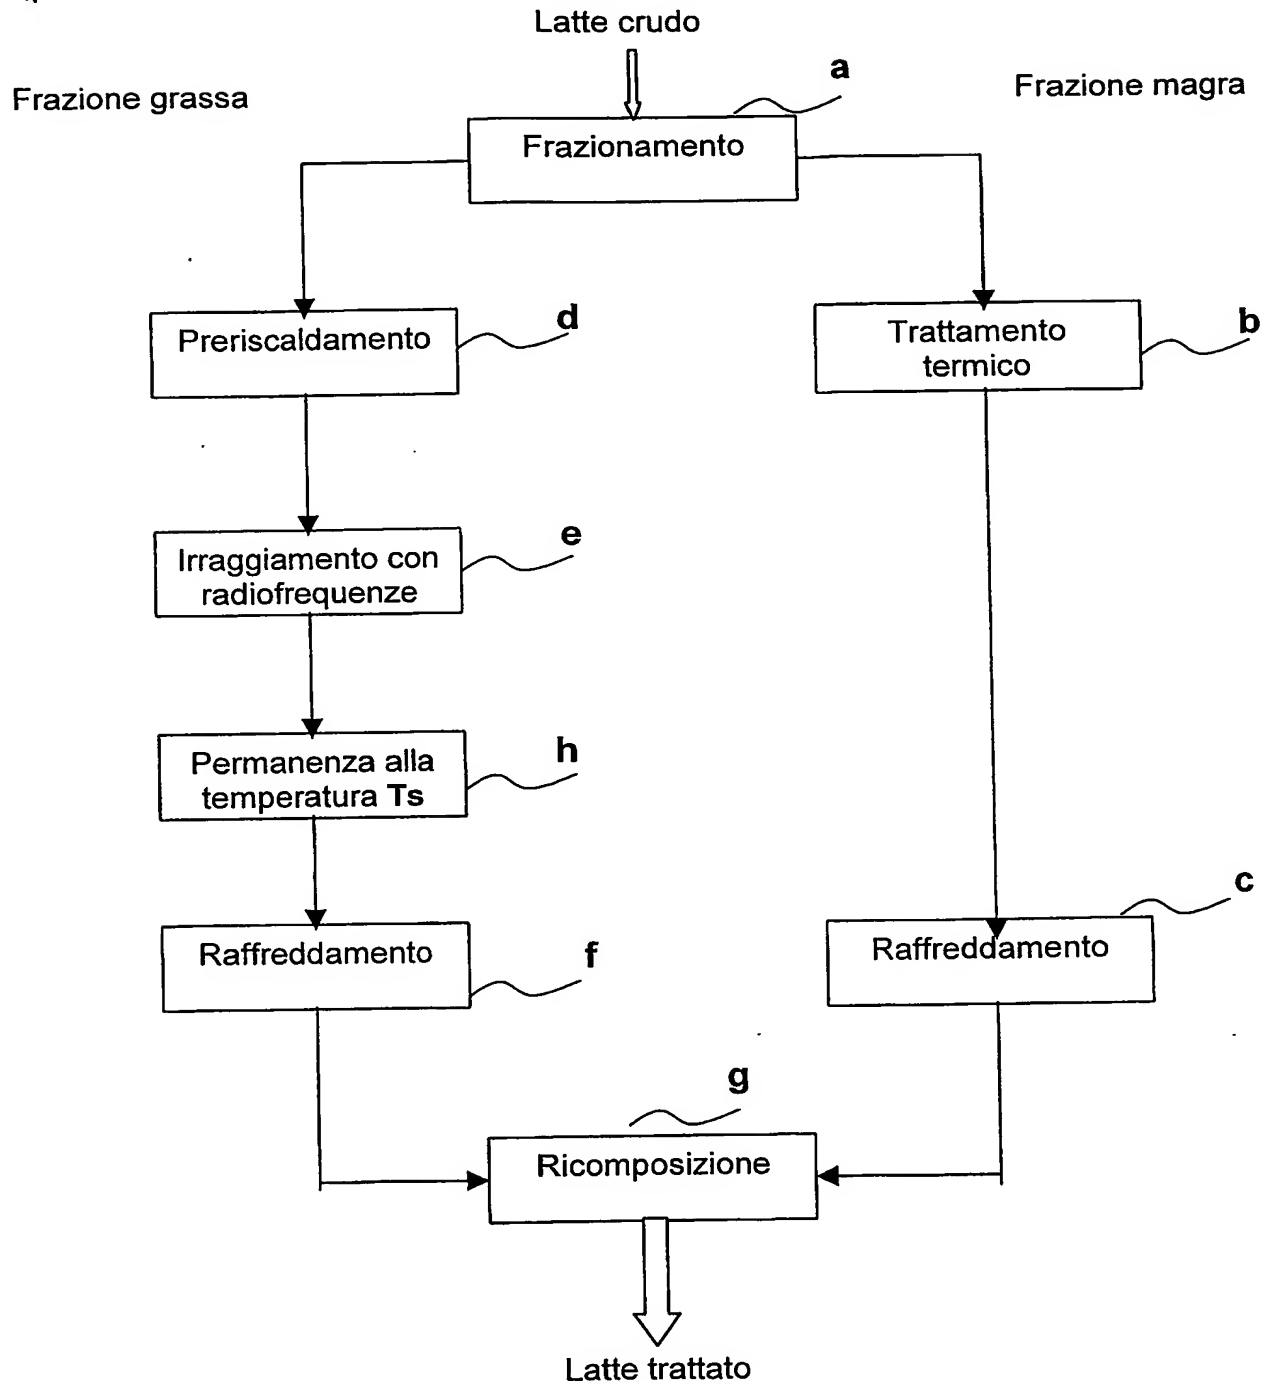 Latte crudo
a
Frazione grassa
Frazione magra
Frazionamento
d
Preriscaldamento
b
Trattamento
termico
e
Irraggiamento con
radiofrequenze
h
Permanenza alla
temperatura Ts
c
f
Raffreddamento
Raffreddamento
g
Ricomposizione
Latte trattato